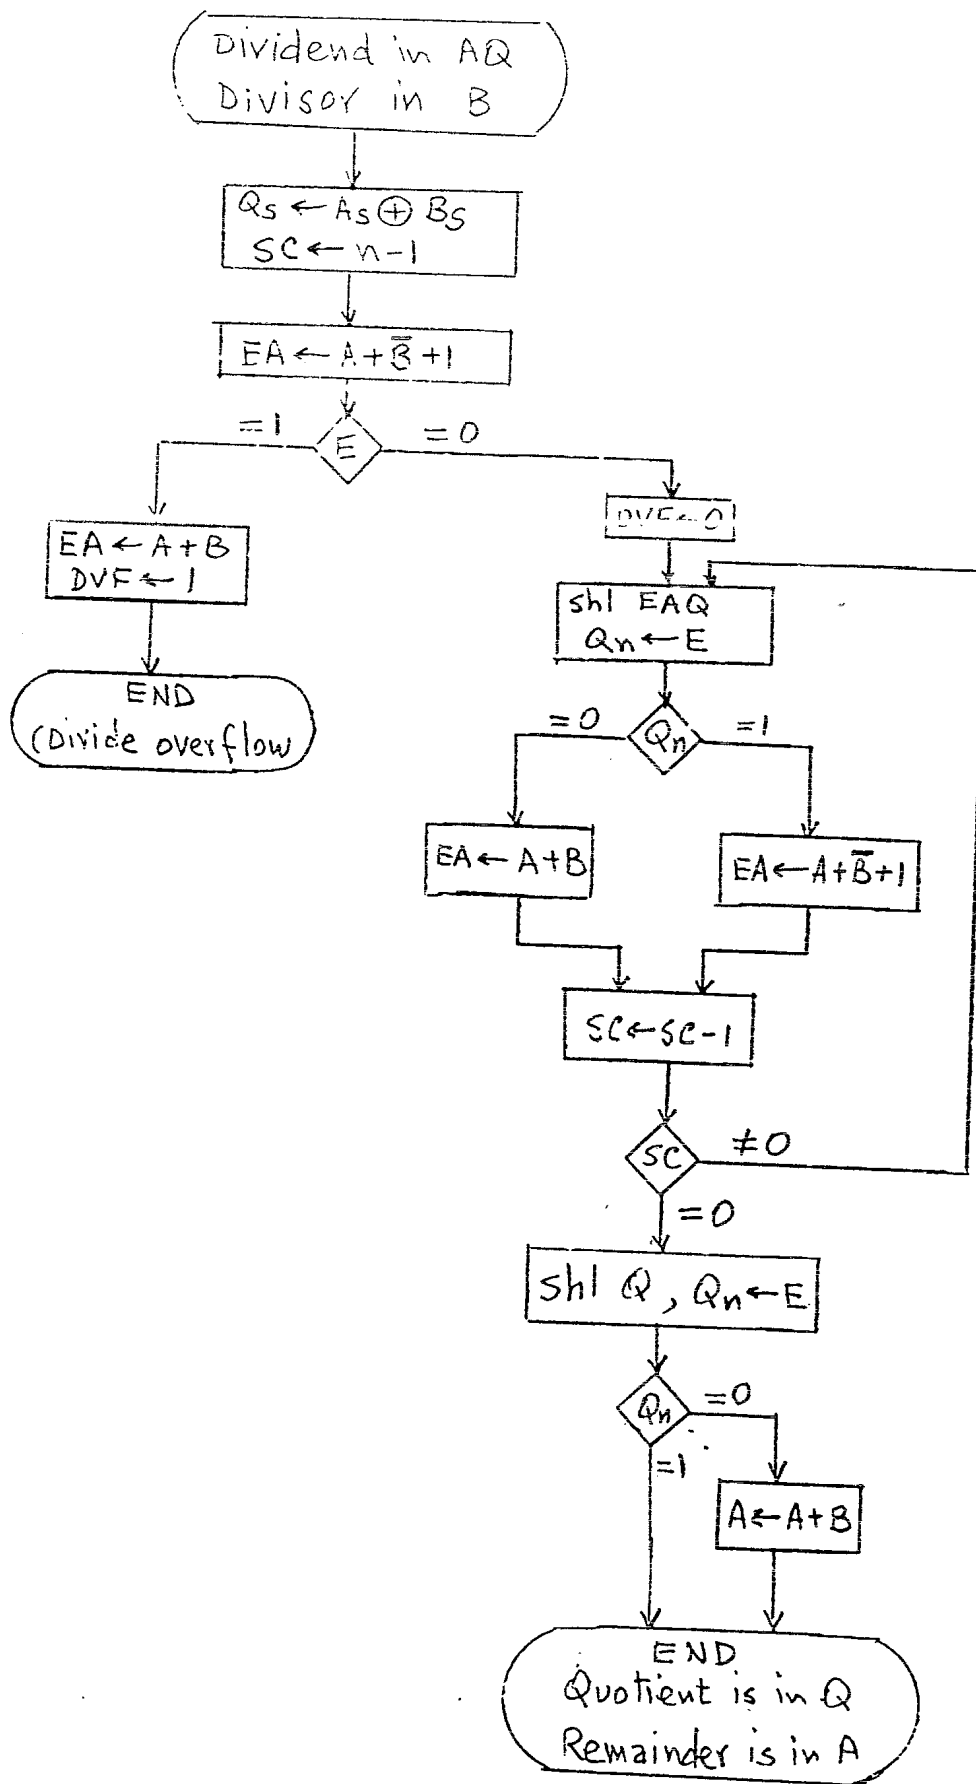 Dividend in AQ
Divisor in B
Qs ← As ⊕ Bs
SC ← n-1
EA ← A + B̅ + 1
E
=1
=0
EA ← A + B
DVF ← 1
END
(Divide overflow
DVF ← 0
shl EAQ
Qn ← E
Qn
=0
=1
EA ← A + B
EA ← A + B̅ + 1
SC ← SC - 1
SC
≠0
=0
shl Q, Qn ← E
Qn
=0
=1
A ← A + B
END
Quotient is in Q
Remainder is in A